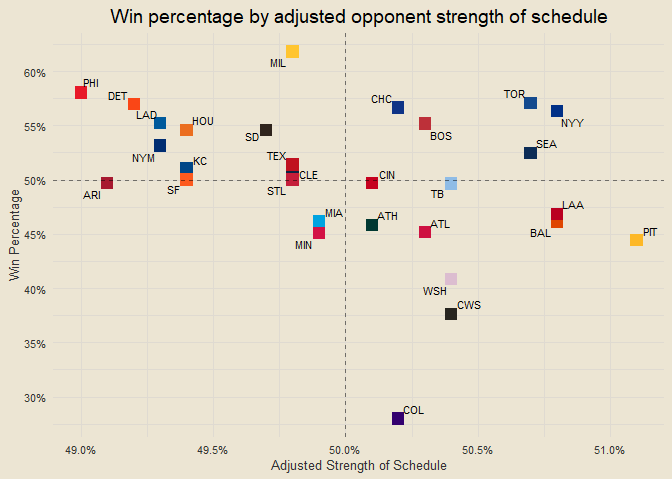 Win percentage by adjusted opponent strength of schedule
MIL
60%
PHI
DET
LAD
HOU
SD
CHC
BOS
TOR
NYY
55%
NYM
KC
TEX
CLE
SEA
50%
ARI
SF
STL
CIN
TB
MIA
MIN
ATH
ATL
LAA
BAL
PIT
45%
WSH
40%
CWS
35%
30%
COL
Win Percentage
49.0%
49.5%
50.0%
50.5%
51.0%
Adjusted Strength of Schedule